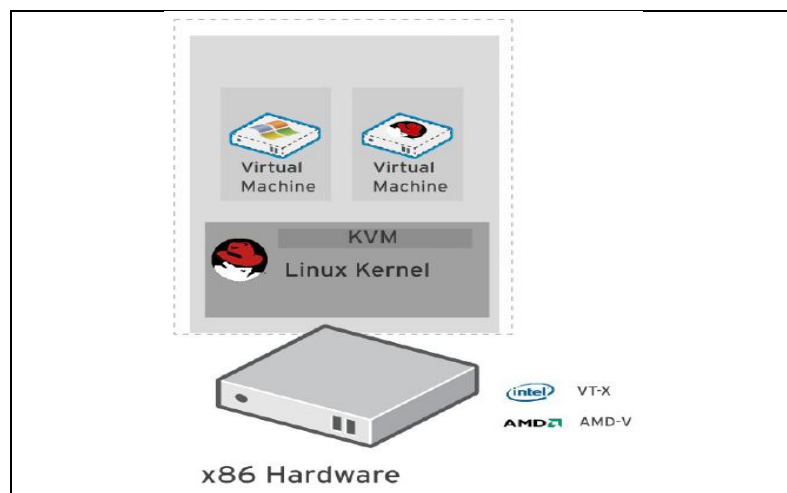 Virtual
Machine
Virtual
Machine
KVM
Linux Kernel
intel VT-X
AMD AMD-V
x86 Hardware